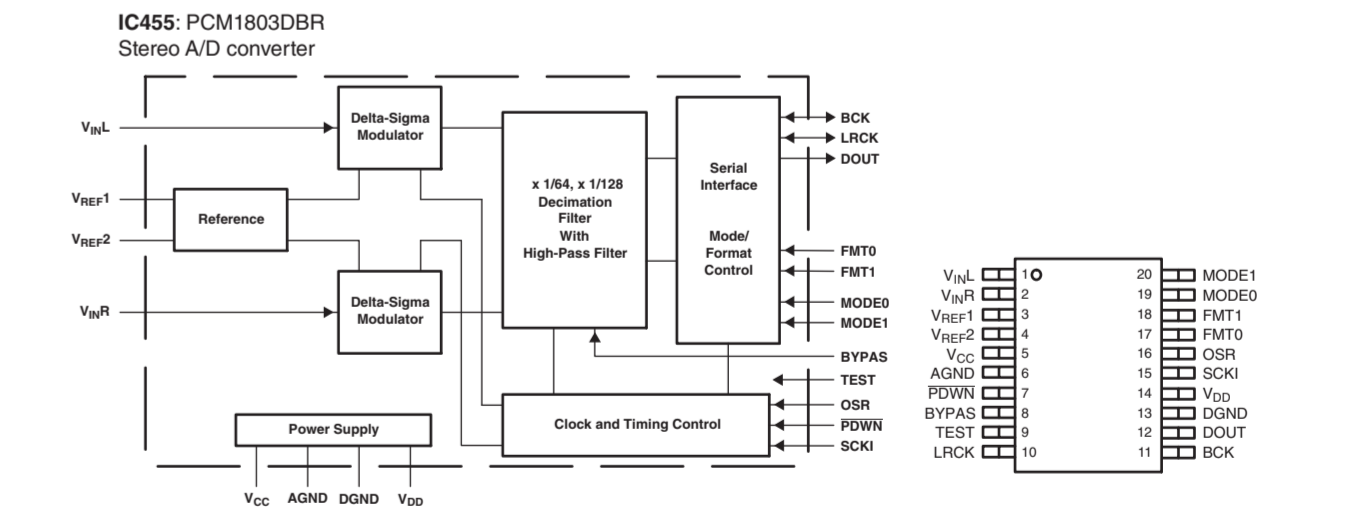 IC455: PCM1803DBR
Stereo A/D converter
VINL
Delta-Sigma
Modulator
VREF1
VREF2
Reference
VINR
Delta-Sigma
Modulator
x 1/64, x 1/128
Decimation
Filter
With
High-Pass Filter
Serial
Interface
Mode/
Format
Control
BCK
LRCK
DOUT
FMT0
FMT1
MODE0
MODE1
BYPAS
TEST
OSR
PDWN
SCKI
Clock and Timing Control
Power Supply
VCC AGND DGND VDD
VINL 1 20 MODE1
VINR 2 19 MODE0
VREF1 3 18 FMT1
VREF2 4 17 FMT0
VCC 5 16 OSR
AGND 6 15 SCKI
PDWN 7 14 VDD
BYPAS 8 13 DGND
TEST 9 12 DOUT
LRCK 10 11 BCK